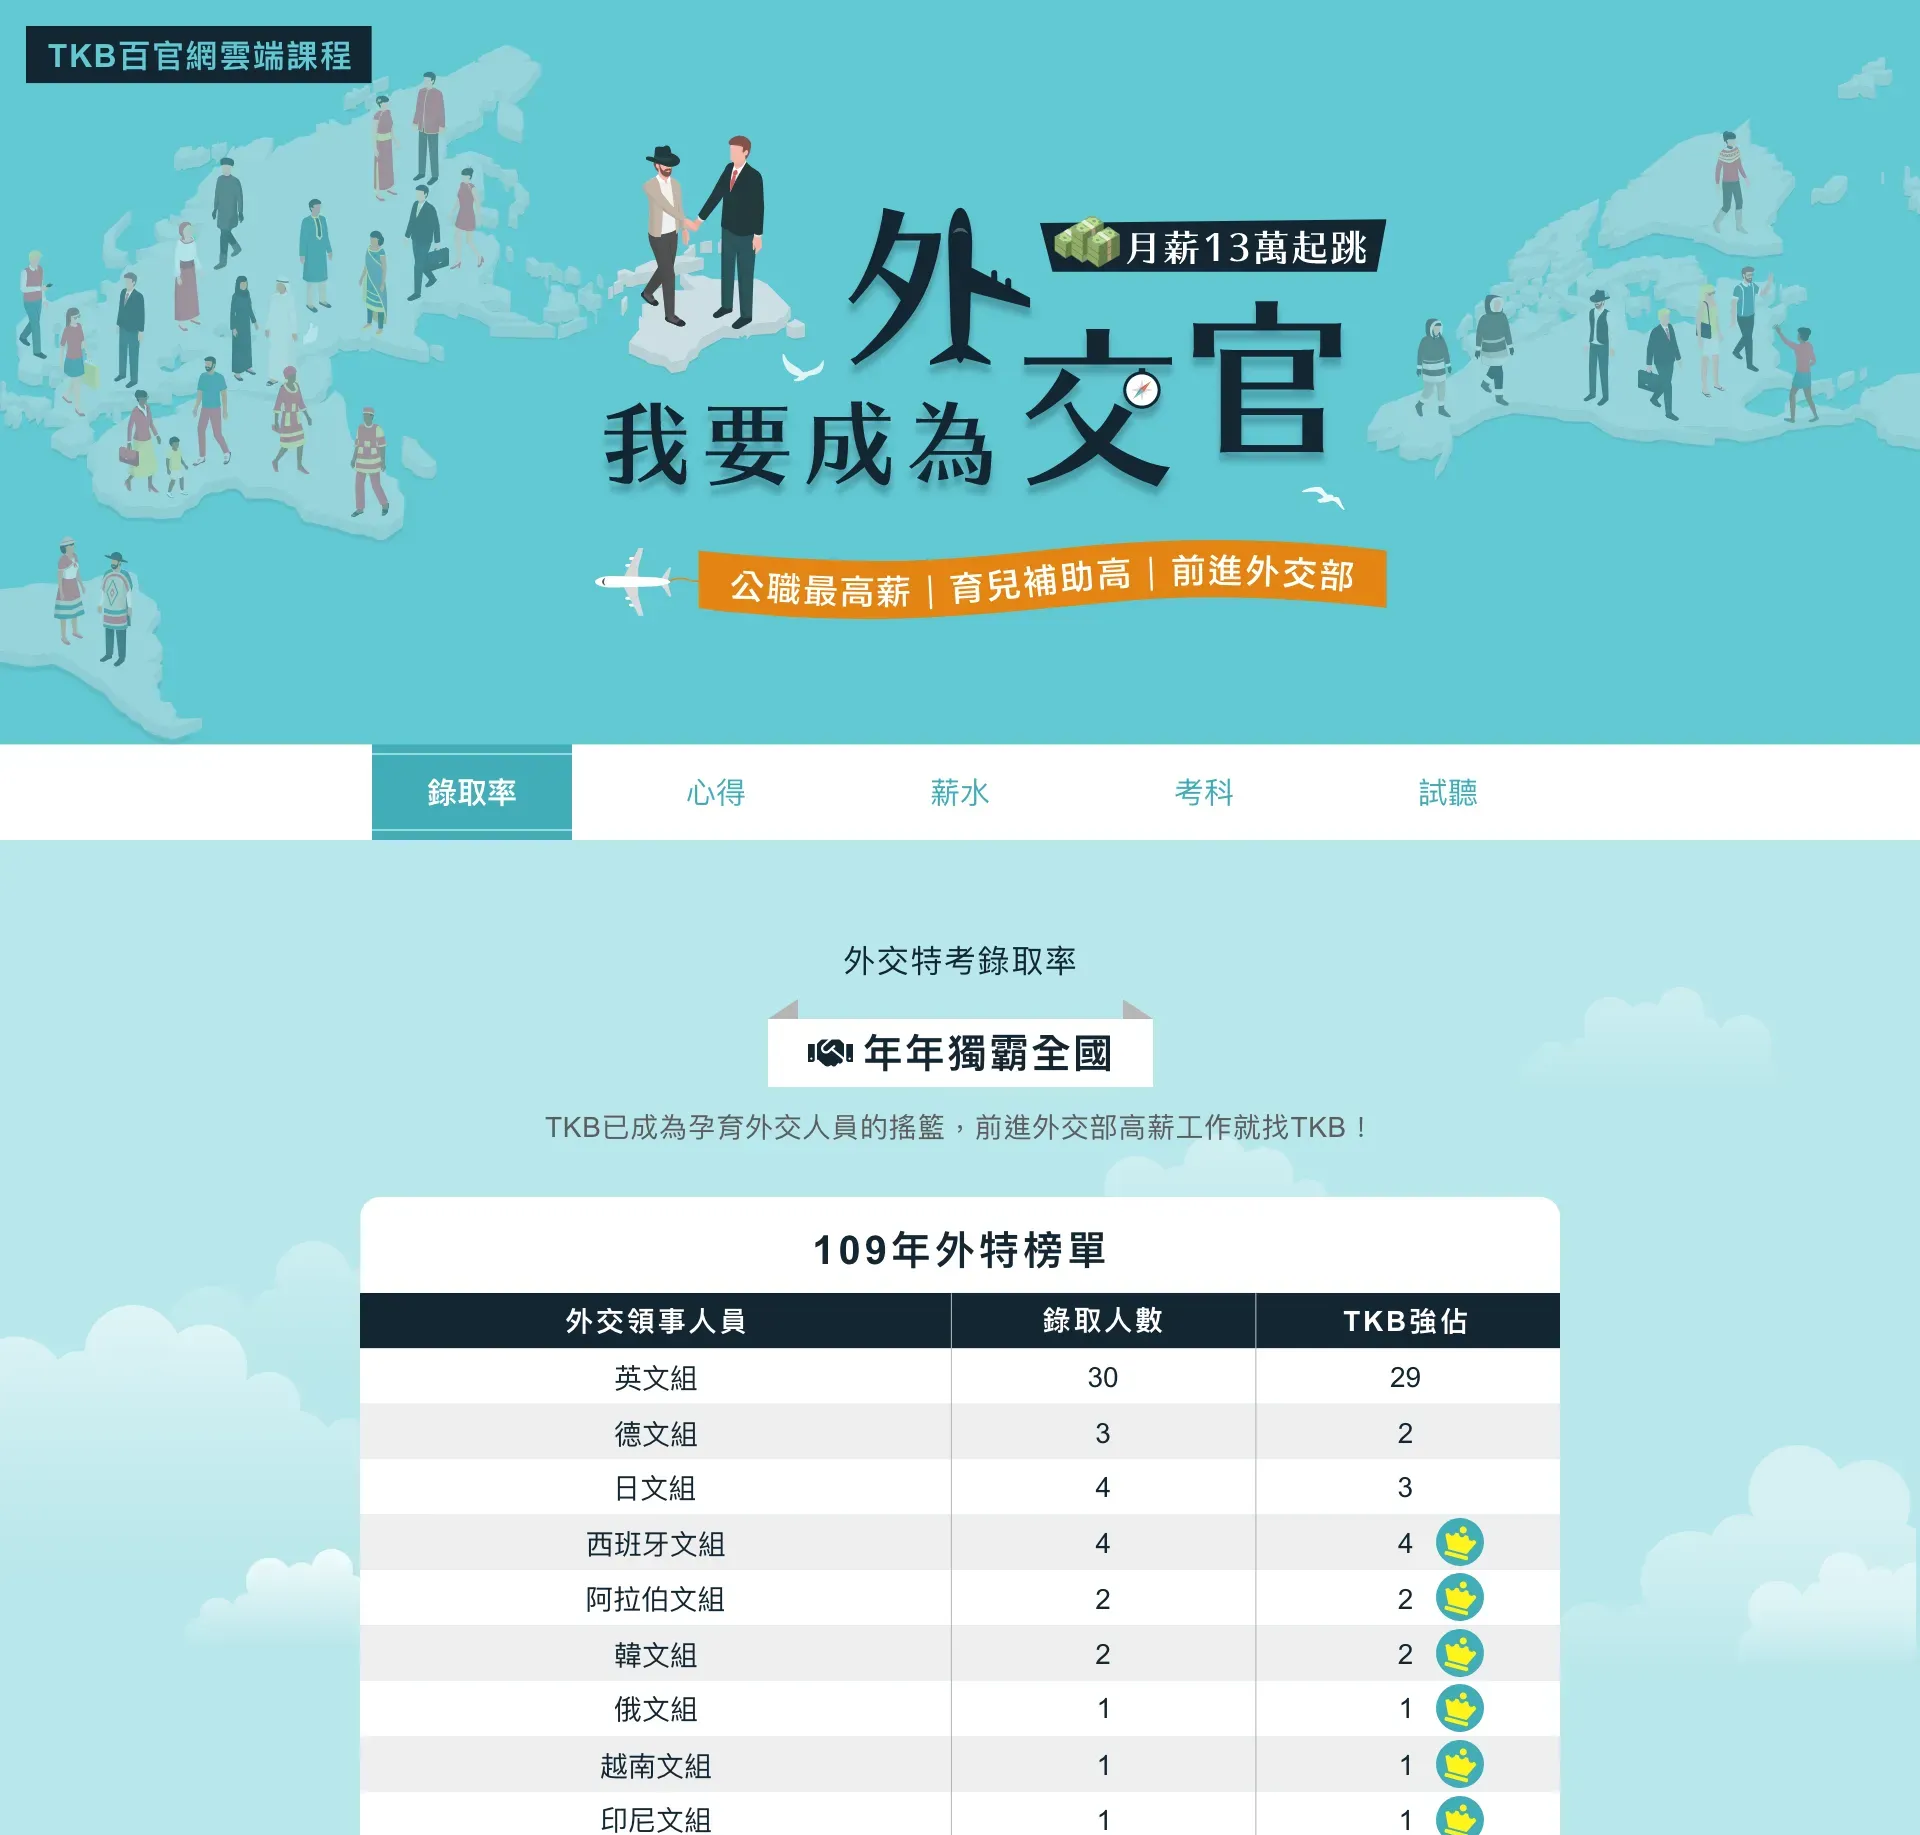 TKB百官網雲端課程
月薪13萬起跳
我要成為外交官
公職最高薪｜育兒補助高｜前進外交部
錄取率 心得 薪水 考科 試聽
外交特考錄取率
年年獨霸全國
TKB已成為孕育外交人員的搖籃，前進外交部高薪工作就找TKB！
109年外特榜單
外交領事人員 錄取人數 TKB強佔
英文組 30 29
德文組 3 2
日文組 4 3
西班牙文組 4 4
阿拉伯文組 2 2
韓文組 2 2
俄文組 1 1
越南文組 1 1
印尼文組 1 1